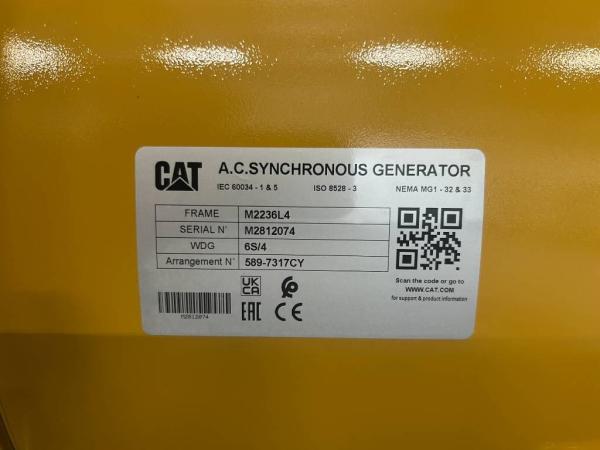 CAT A.C.SYNCHRONOUS GENERATOR
IEC 60034 - 1 & 5 ISO 8528 - 3 NEMA MG1 - 32 & 33
FRAME M2236L4
SERIAL N° M2812074
WDG 6S/4
Arrangement N° 589-7317CY
Scan the code or go to
WWW.CAT.COM
for support & product information
UK
CA
EAC CE
M2812074